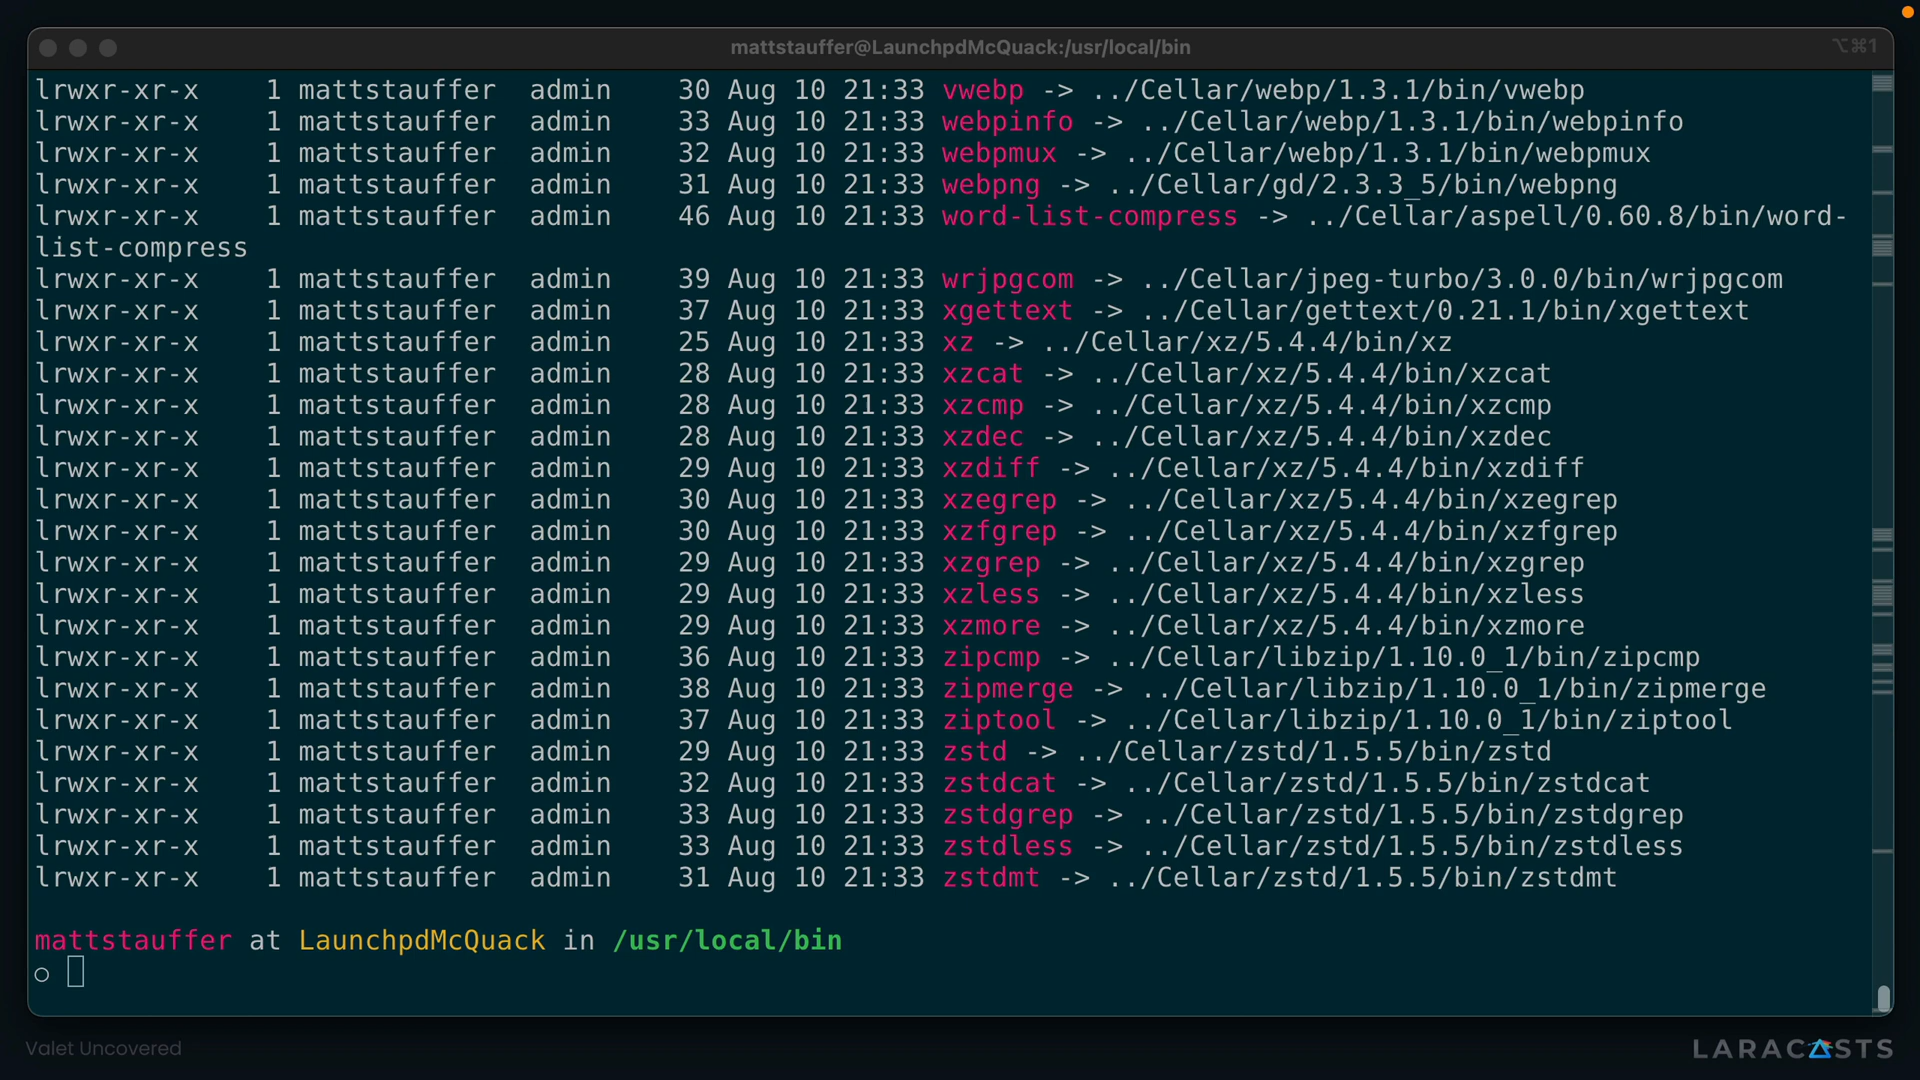 mattstauffer@LaunchpdMcQuack:/usr/local/bin
⌥⌘1
lrwxr-xr-x    1 mattstauffer  admin    30 Aug 10 21:33 vwebp -> ../Cellar/webp/1.3.1/bin/vwebp
lrwxr-xr-x    1 mattstauffer  admin    33 Aug 10 21:33 webpinfo -> ../Cellar/webp/1.3.1/bin/webpinfo
lrwxr-xr-x    1 mattstauffer  admin    32 Aug 10 21:33 webpmux -> ../Cellar/webp/1.3.1/bin/webpmux
lrwxr-xr-x    1 mattstauffer  admin    31 Aug 10 21:33 webpng -> ../Cellar/gd/2.3.3_5/bin/webpng
lrwxr-xr-x    1 mattstauffer  admin    46 Aug 10 21:33 word-list-compress -> ../Cellar/aspell/0.60.8/bin/word-
list-compress
lrwxr-xr-x    1 mattstauffer  admin    39 Aug 10 21:33 wrjpgcom -> ../Cellar/jpeg-turbo/3.0.0/bin/wrjpgcom
lrwxr-xr-x    1 mattstauffer  admin    37 Aug 10 21:33 xgettext -> ../Cellar/gettext/0.21.1/bin/xgettext
lrwxr-xr-x    1 mattstauffer  admin    25 Aug 10 21:33 xz -> ../Cellar/xz/5.4.4/bin/xz
lrwxr-xr-x    1 mattstauffer  admin    28 Aug 10 21:33 xzcat -> ../Cellar/xz/5.4.4/bin/xzcat
lrwxr-xr-x    1 mattstauffer  admin    28 Aug 10 21:33 xzcmp -> ../Cellar/xz/5.4.4/bin/xzcmp
lrwxr-xr-x    1 mattstauffer  admin    28 Aug 10 21:33 xzdec -> ../Cellar/xz/5.4.4/bin/xzdec
lrwxr-xr-x    1 mattstauffer  admin    29 Aug 10 21:33 xzdiff -> ../Cellar/xz/5.4.4/bin/xzdiff
lrwxr-xr-x    1 mattstauffer  admin    30 Aug 10 21:33 xzegrep -> ../Cellar/xz/5.4.4/bin/xzegrep
lrwxr-xr-x    1 mattstauffer  admin    30 Aug 10 21:33 xzfgrep -> ../Cellar/xz/5.4.4/bin/xzfgrep
lrwxr-xr-x    1 mattstauffer  admin    29 Aug 10 21:33 xzgrep -> ../Cellar/xz/5.4.4/bin/xzgrep
lrwxr-xr-x    1 mattstauffer  admin    29 Aug 10 21:33 xzless -> ../Cellar/xz/5.4.4/bin/xzless
lrwxr-xr-x    1 mattstauffer  admin    29 Aug 10 21:33 xzmore -> ../Cellar/xz/5.4.4/bin/xzmore
lrwxr-xr-x    1 mattstauffer  admin    36 Aug 10 21:33 zipcmp -> ../Cellar/libzip/1.10.0_1/bin/zipcmp
lrwxr-xr-x    1 mattstauffer  admin    38 Aug 10 21:33 zipmerge -> ../Cellar/libzip/1.10.0_1/bin/zipmerge
lrwxr-xr-x    1 mattstauffer  admin    37 Aug 10 21:33 ziptool -> ../Cellar/libzip/1.10.0_1/bin/ziptool
lrwxr-xr-x    1 mattstauffer  admin    29 Aug 10 21:33 zstd -> ../Cellar/zstd/1.5.5/bin/zstd
lrwxr-xr-x    1 mattstauffer  admin    32 Aug 10 21:33 zstdcat -> ../Cellar/zstd/1.5.5/bin/zstdcat
lrwxr-xr-x    1 mattstauffer  admin    33 Aug 10 21:33 zstdgrep -> ../Cellar/zstd/1.5.5/bin/zstdgrep
lrwxr-xr-x    1 mattstauffer  admin    33 Aug 10 21:33 zstdless -> ../Cellar/zstd/1.5.5/bin/zstdless
lrwxr-xr-x    1 mattstauffer  admin    31 Aug 10 21:33 zstdmt -> ../Cellar/zstd/1.5.5/bin/zstdmt
mattstauffer at LaunchpdMcQuack in /usr/local/bin
○
Valet Uncovered
LARACASTS